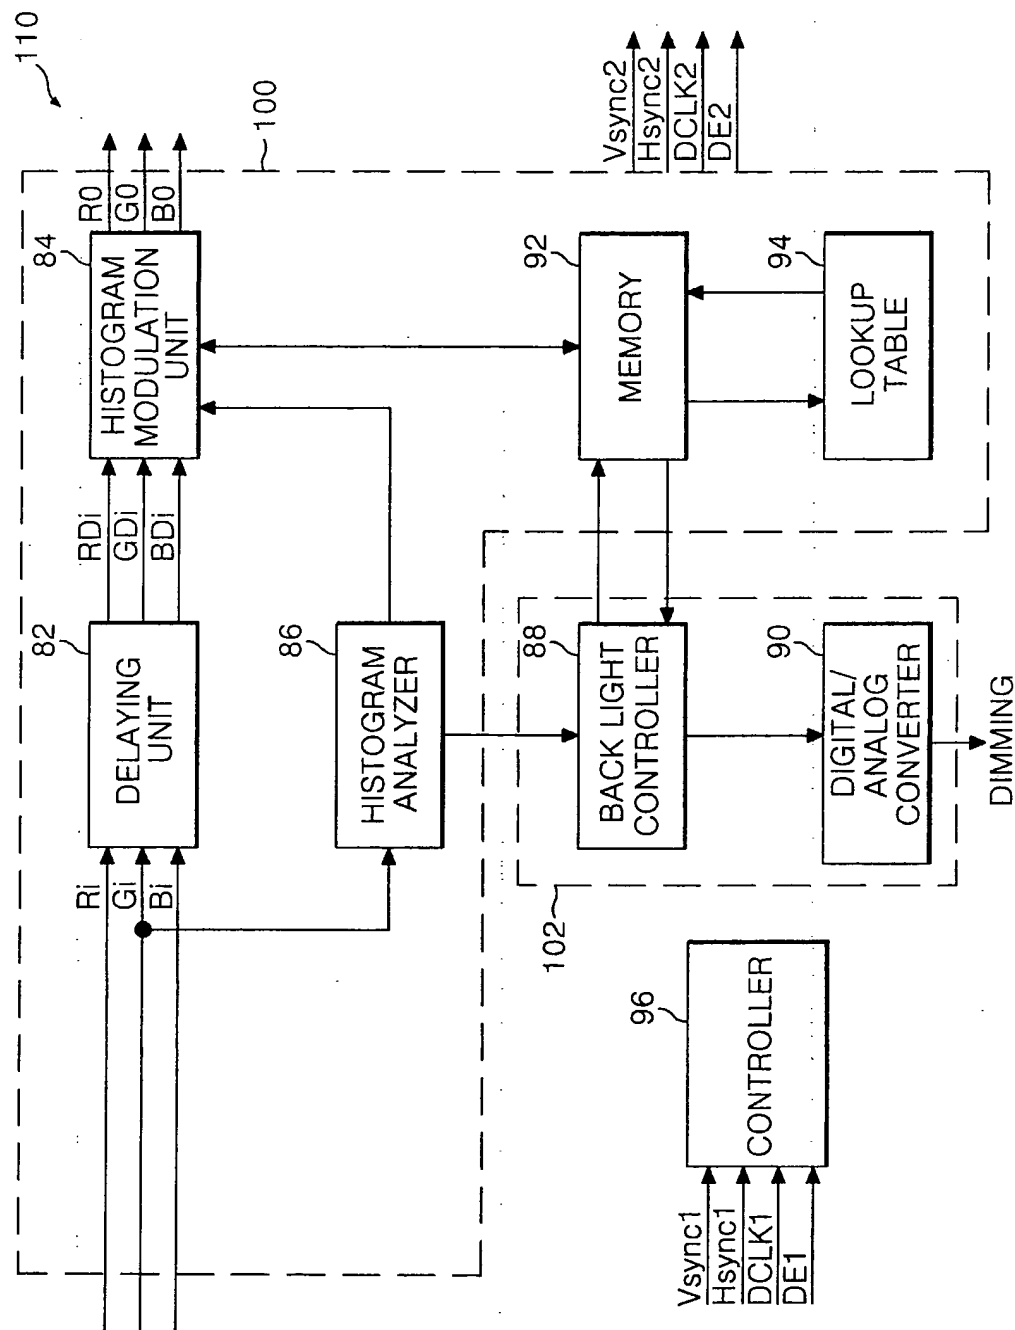 110
100
Ri
Gi
Bi
82
DELAYING
UNIT
RDi
GDi
BDi
84
HISTOGRAM
MODULATION
UNIT
R0
G0
B0
86
HISTOGRAM
ANALYZER
102
88
BACK LIGHT
CONTROLLER
92
MEMORY
90
DIGITAL/
ANALOG
CONVERTER
94
LOOKUP
TABLE
DIMMING
96
CONTROLLER
Vsync1
Hsync1
DCLK1
DE1
Vsync2
Hsync2
DCLK2
DE2